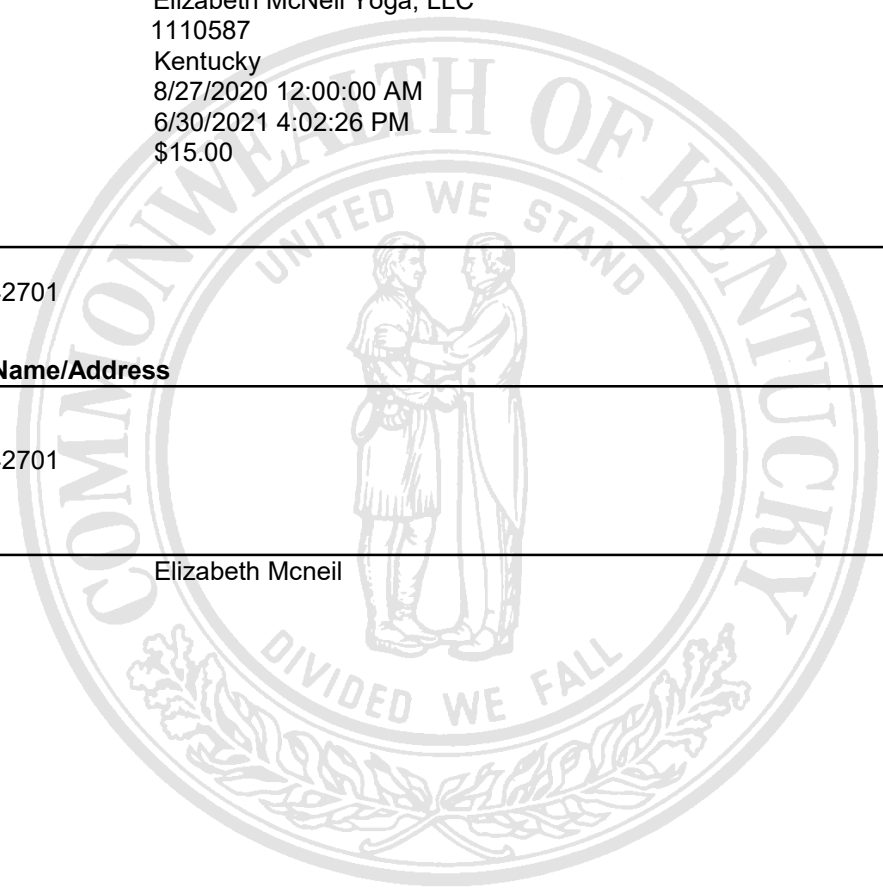 Elizabeth McNeil Yoga, LLC
1110587
Kentucky
8/27/2020 12:00:00 AM
6/30/2021 4:02:26 PM
$15.00
COMMONWEALTH OF KENTUCKY
UNITED WE STAND
2701
Name/Address
2701
Elizabeth Mcneil
DIVIDED WE FALL